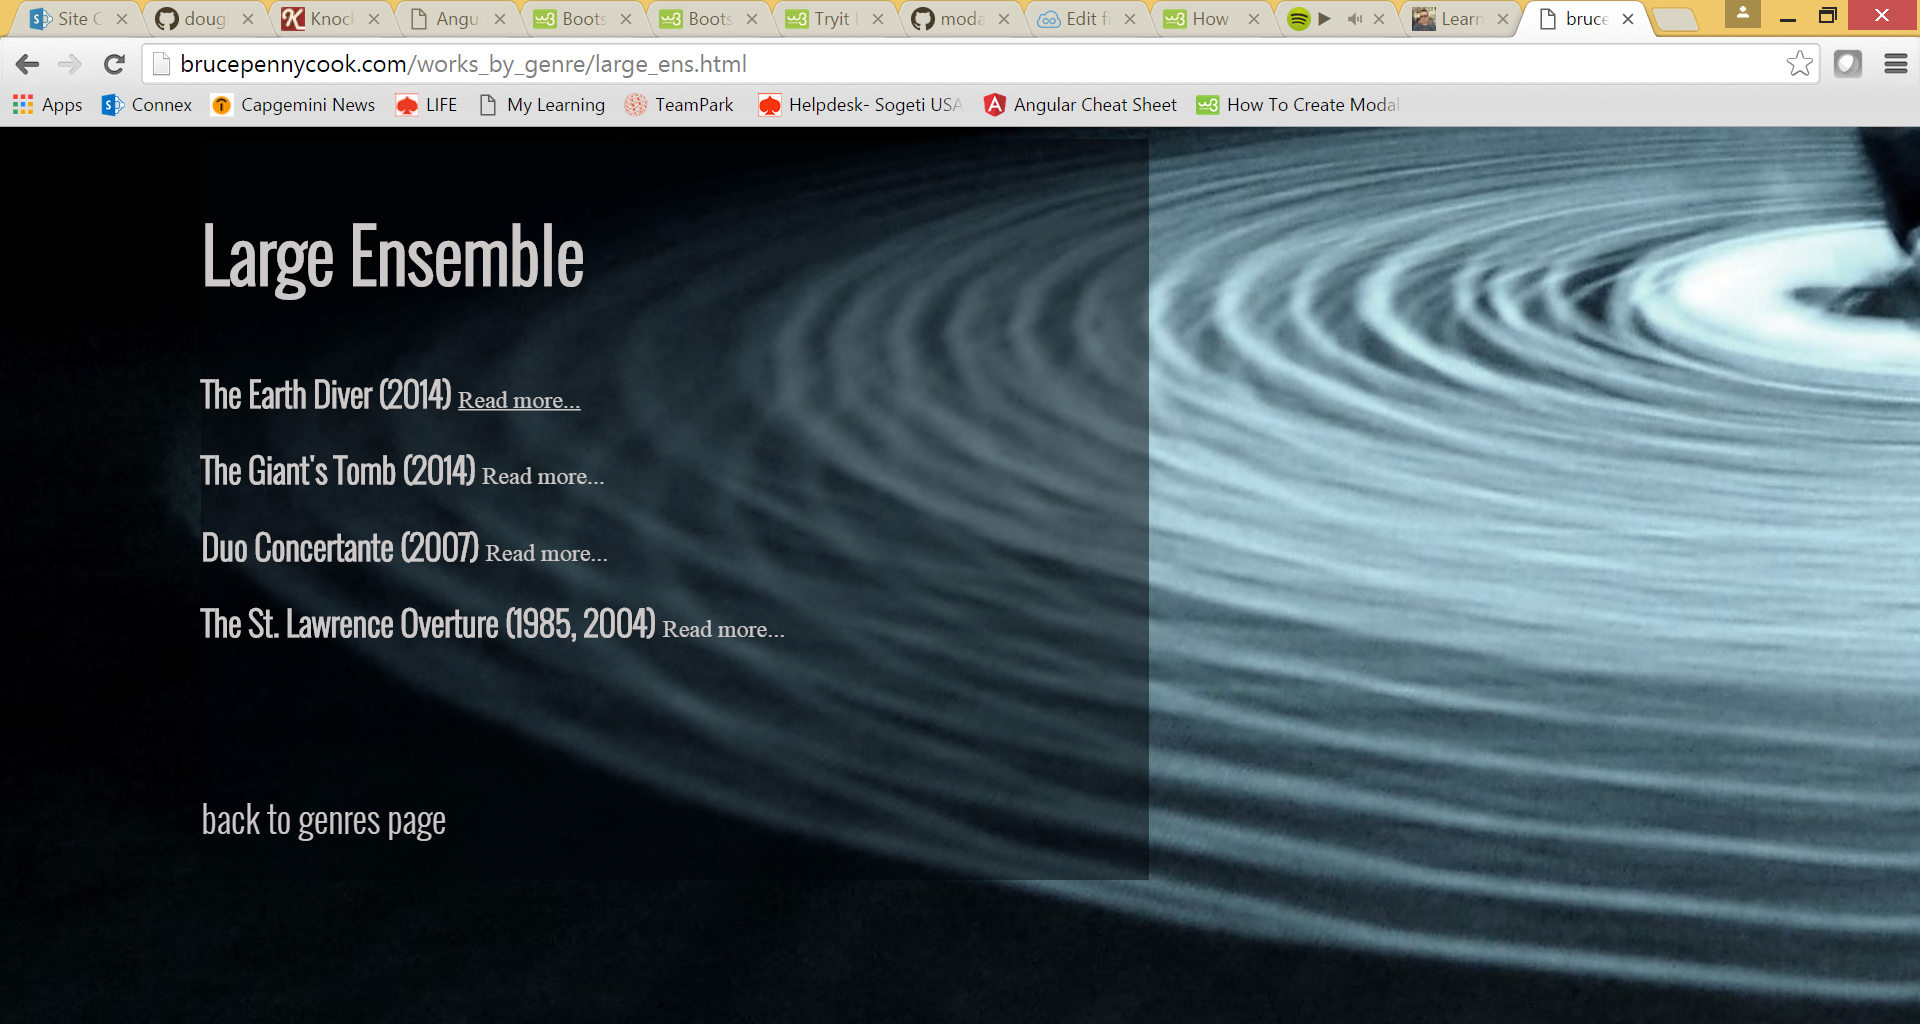 Site C
doug
Knock
Angu
Boots
Boots
Tryit
moda
Edit f
How
Learn
bruce
brucepennycook.com/works_by_genre/large_ens.html
Apps Connex Capgemini News LIFE My Learning TeamPark Helpdesk- Sogeti USA Angular Cheat Sheet How To Create Modal
Large Ensemble
The Earth Diver (2014) Read more...
The Giant's Tomb (2014) Read more...
Duo Concertante (2007) Read more...
The St. Lawrence Overture (1985, 2004) Read more...
back to genres page